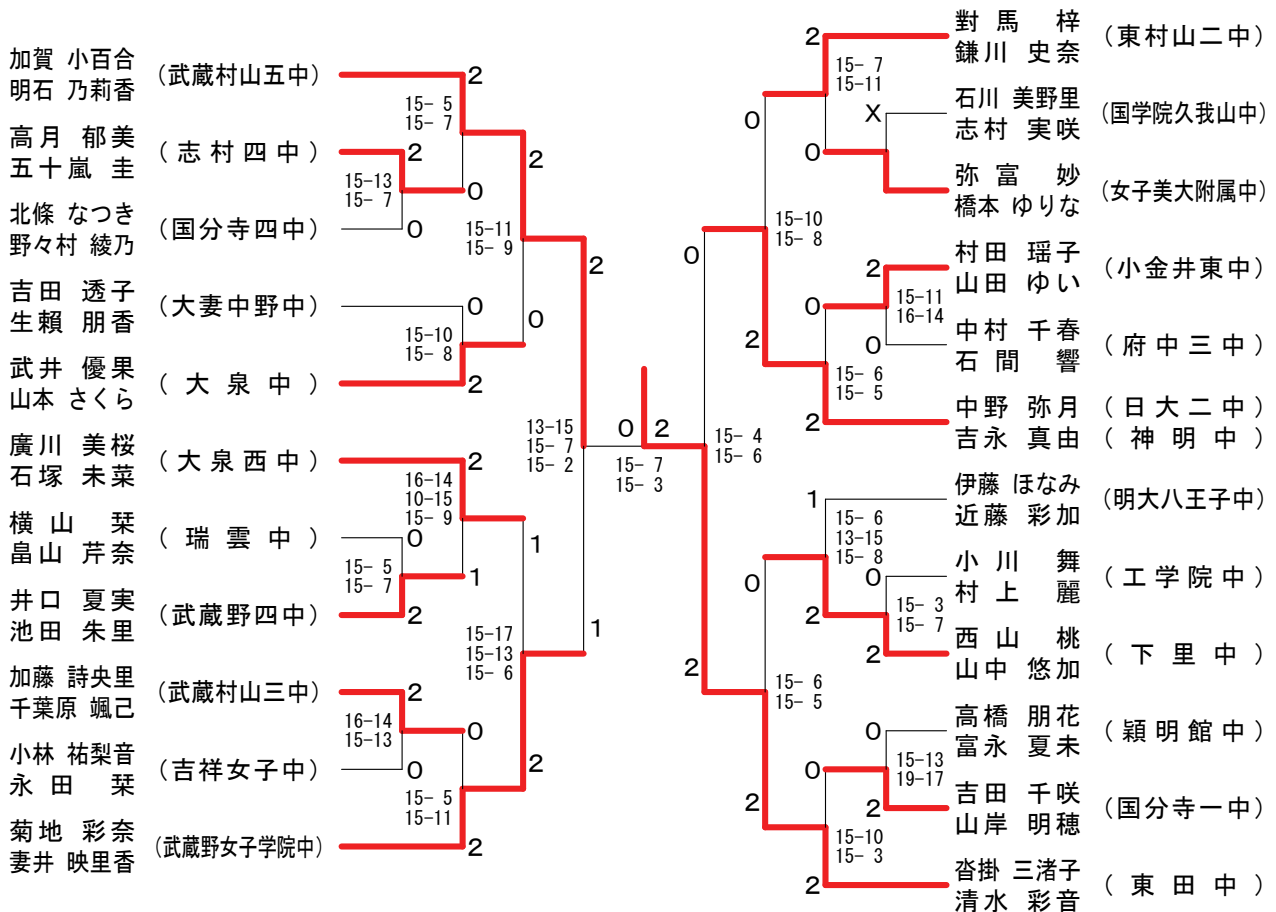 加賀 小百合
明石 乃莉香
(武蔵村山五中)
2
15- 5
15- 7
高月 郁美
五十嵐 圭
(志村四中)
2
15-13
15- 7
0
北條 なつき
野々村 綾乃
(国分寺四中)
0
2
15-11
15- 9
吉田 透子
生賴 朋香
(大妻中野中)
0
15-10
15- 8
0
武井 優果
山本 さくら
(大泉中)
2
2
13-15
15- 7
15- 2
廣川 美桜
石塚 未菜
(大泉西中)
2
16-14
10-15
15- 9
横山 栞
畠山 芹奈
(瑞雲中)
0
15- 5
15- 7
1
井口 夏実
池田 朱里
(武蔵野四中)
2
1
15-17
15-13
15- 6
1
加藤 詩央里
千葉原 颯己
(武蔵村山三中)
2
16-14
15-13
0
小林 祐梨音
永田 栞
(吉祥女子中)
0
15- 5
15-11
2
菊地 彩奈
妻井 映里香
(武蔵野女子学院中)
2
0 2
15- 7
15- 3
2
對馬 梓
鎌川 史奈
(東村山二中)
15- 7
15-11
0
X
石川 美野里
志村 実咲
(国学院久我山中)
0
弥富 妙
橋本 ゆりな
(女子美大附属中)
15-10
15- 8
0
2
村田 瑶子
山田 ゆい
(小金井東中)
0
15-11
16-14
0
中村 千春
石間 響
(府中三中)
2
15- 6
15- 5
2
中野 弥月
吉永 真由
(日大二中)
(神明中)
15- 4
15- 6
1
伊藤 ほなみ
近藤 彩加
(明大八王子中)
15- 6
13-15
15- 8
0
0
小川 舞
村上 麗
(工学院中)
2
15- 3
15- 7
2
西山 桃
山中 悠加
(下里中)
2
15- 6
15- 5
0
高橋 朋花
富永 夏未
(穎明館中)
0
15-13
19-17
2
吉田 千咲
山岸 明穂
(国分寺一中)
2
15-10
15- 3
2
沓掛 三渚子
清水 彩音
(東田中)